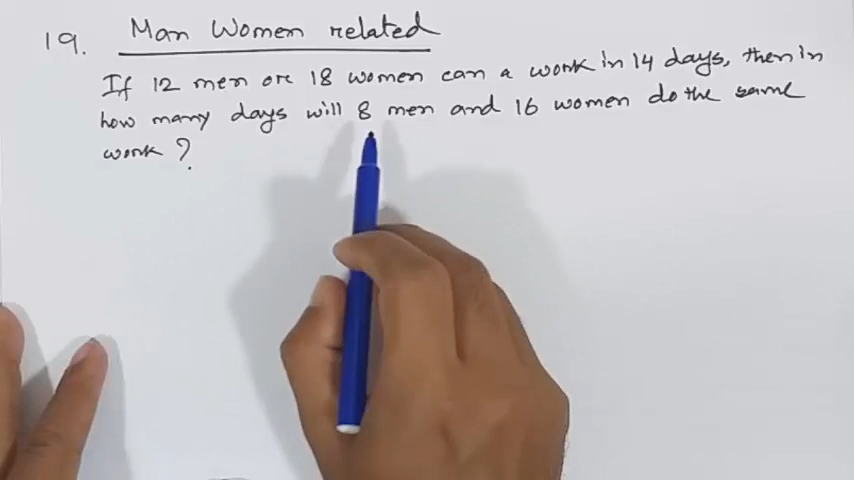 19. Man Women related
If 12 men or 18 women can a work in 14 days, then in
how many days will 8 men and 16 women do the same
work ?